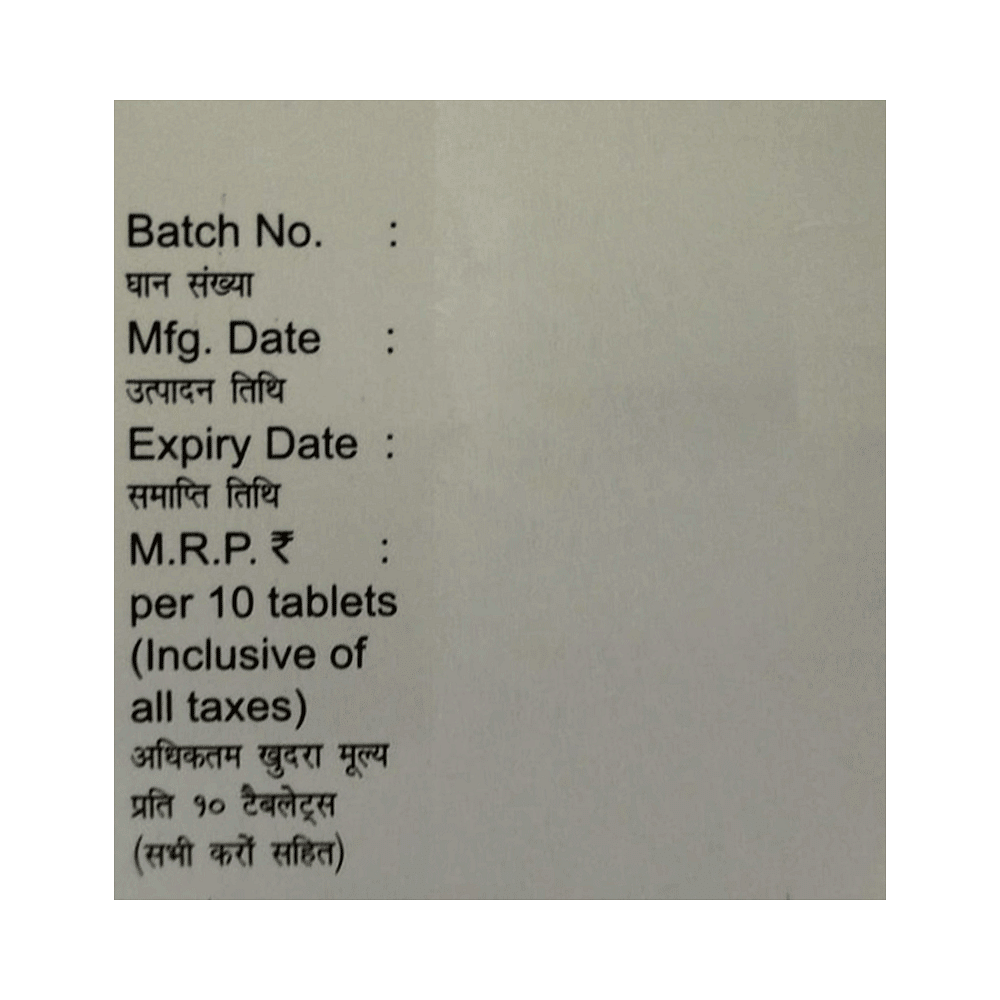 Batch No. :
घान संख्या
Mfg. Date :
उत्पादन तिथि
Expiry Date :
समाप्ति तिथि
M.R.P. ₹ :
per 10 tablets
(Inclusive of
all taxes)
अधिकतम खुदरा मूल्य
प्रति १० टैबलेट्स
(सभी करों सहित)